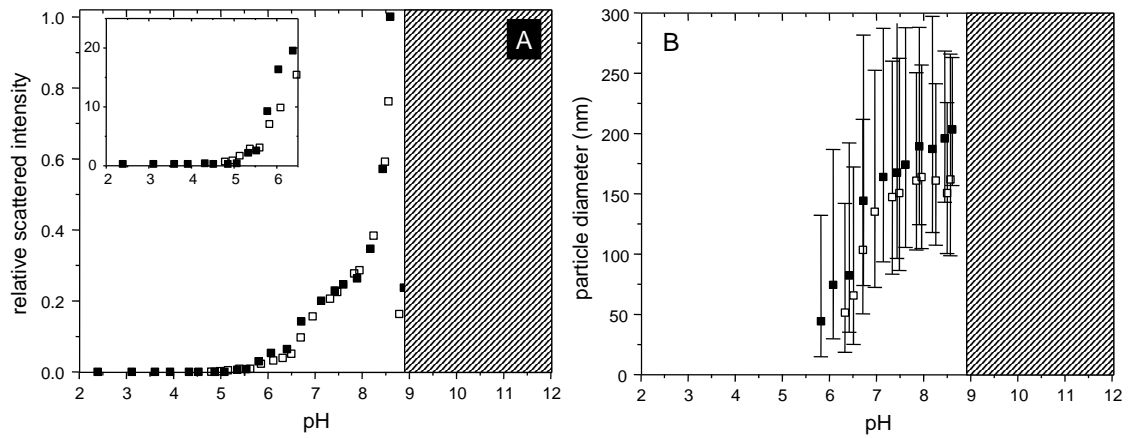 A
relative scattered intensity
1.0
0.8
0.6
0.4
0.2
0.0
2 3 4 5 6 7 8 9 10 11 12
pH
20
10
0
2 3 4 5 6
B
particle diameter (nm)
300
250
200
150
100
50
0
2 3 4 5 6 7 8 9 10 11 12
pH